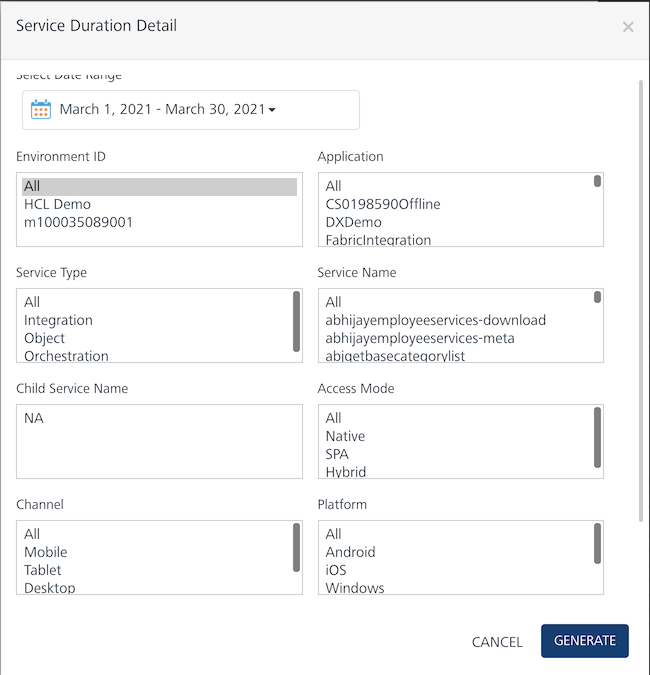 Service Duration Detail
Select Date Range
March 1, 2021 - March 30, 2021
Environment ID
All
HCL Demo
m100035089001
Application
All
CS0198590Offline
DXDemo
FabricIntegration
Service Type
All
Integration
Object
Orchestration
Service Name
All
abhijayemployeeservices-download
abhijayemployeeservices-meta
abjgetbasecategorylist
Child Service Name
NA
Access Mode
All
Native
SPA
Hybrid
Channel
All
Mobile
Tablet
Desktop
Platform
All
Android
iOS
Windows
CANCEL
GENERATE